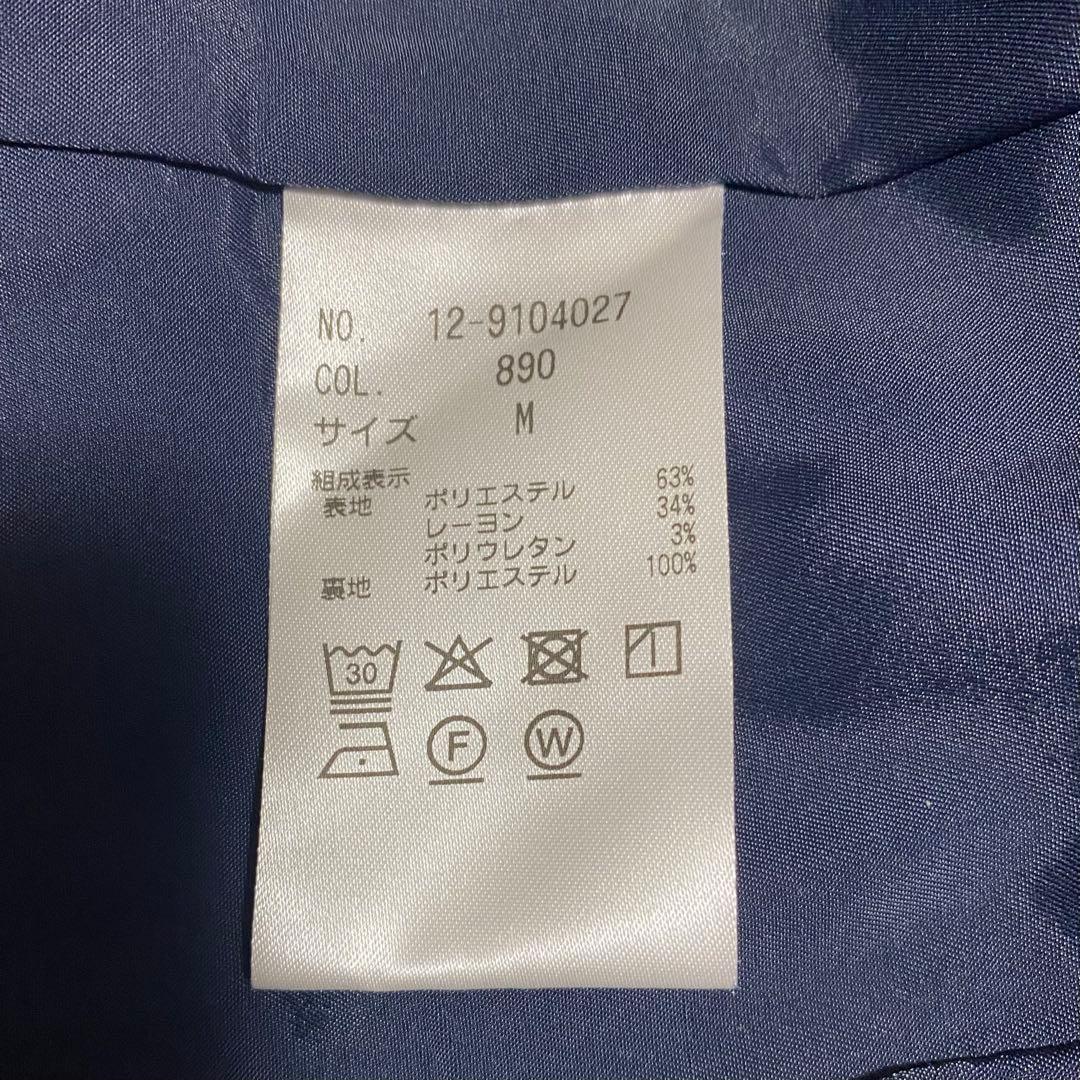 NO. 12-9104027
COL. 890
サイズ M
組成表示
表地 ポリエステル 63%
レーヨン 34%
ポリウレタン 3%
裏地 ポリエステル 100%
30
F W